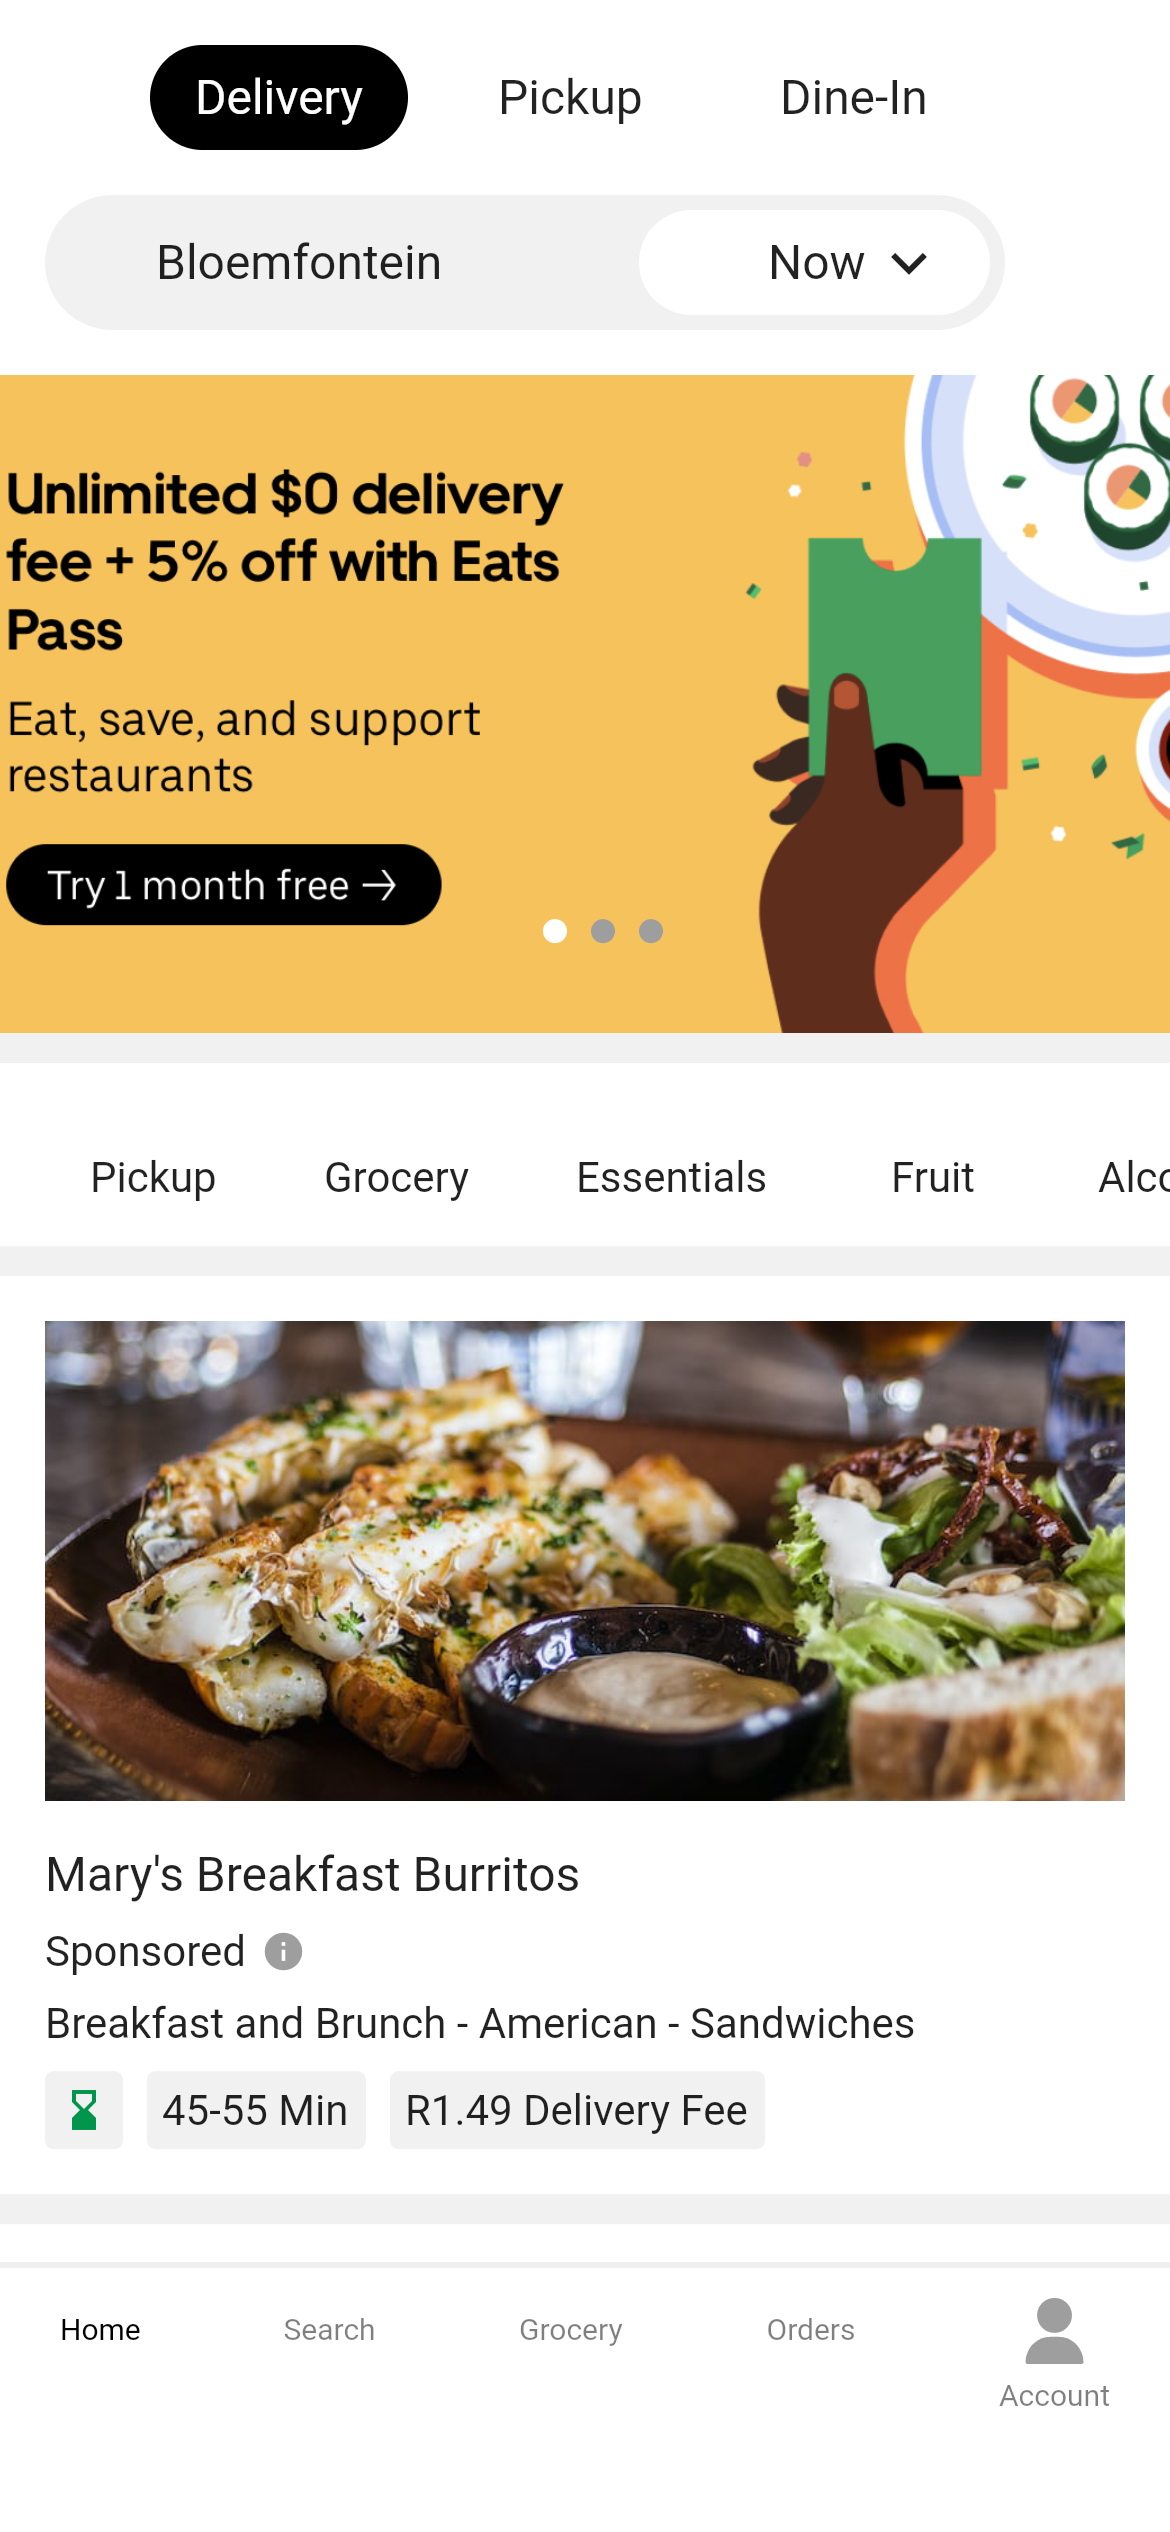 Delivery
Pickup
Dine-In
Bloemfontein
Now
Unlimited $0 delivery
fee + 5% off with Eats
Pass
Eat, save, and support
restaurants
Try 1 month free →
Pickup
Grocery
Essentials
Fruit
Alco
Mary's Breakfast Burritos
Sponsored
Breakfast and Brunch - American - Sandwiches
45-55 Min
R1.49 Delivery Fee
Home
Search
Grocery
Orders
Account